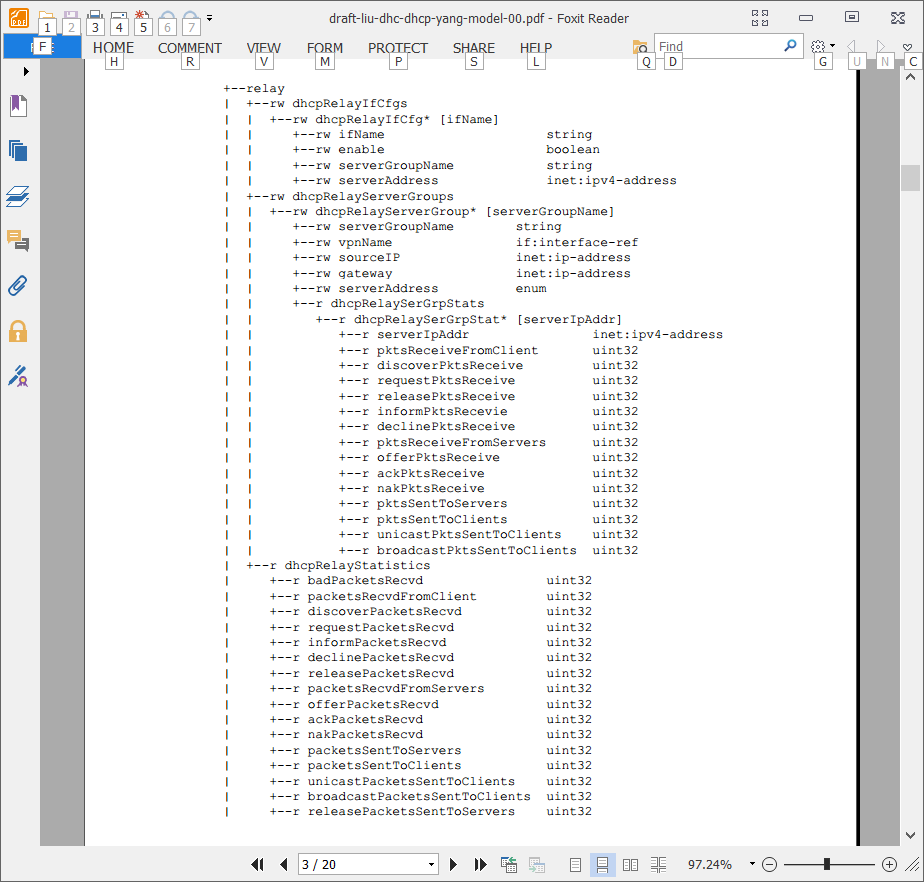 draft-liu-dhc-dhcp-yang-model-00.pdf - Foxit Reader
1 2 3 4 5 6 7
HOME COMMENT VIEW FORM PROTECT SHARE HELP Find
F H R V M P S L Q D G U N C
+--relay
| +--rw dhcpRelayIfCfgs
| | +--rw dhcpRelayIfCfg* [ifName]
| | +--rw ifName string
| | +--rw enable boolean
| | +--rw serverGroupName string
| | +--rw serverAddress inet:ipv4-address
| +--rw dhcpRelayServerGroups
| | +--rw dhcpRelayServerGroup* [serverGroupName]
| | +--rw serverGroupName string
| | +--rw vpnName if:interface-ref
| | +--rw sourceIP inet:ip-address
| | +--rw gateway inet:ip-address
| | +--rw serverAddress enum
| | +--r dhcpRelaySerGrpStats
| | +--r dhcpRelaySerGrpStat* [serverIpAddr]
| | +--r serverIpAddr inet:ipv4-address
| | +--r pktsReceiveFromClient uint32
| | +--r discoverPktsReceive uint32
| | +--r requestPktsReceive uint32
| | +--r releasePktsReceive uint32
| | +--r informPktsRecevie uint32
| | +--r declinePktsReceive uint32
| | +--r pktsReceiveFromServers uint32
| | +--r offerPktsReceive uint32
| | +--r ackPktsReceive uint32
| | +--r nakPktsReceive uint32
| | +--r pktsSentToServers uint32
| | +--r pktsSentToClients uint32
| | +--r unicastPktsSentToClients uint32
| | +--r broadcastPktsSentToClients uint32
| +--r dhcpRelayStatistics
| +--r badPacketsRecvd uint32
| +--r packetsRecvdFromClient uint32
| +--r discoverPacketsRecvd uint32
| +--r requestPacketsRecvd uint32
| +--r informPacketsRecvd uint32
| +--r declinePacketsRecvd uint32
| +--r releasePacketsRecvd uint32
| +--r packetsRecvdFromServers uint32
| +--r offerPacketsRecvd uint32
| +--r ackPacketsRecvd uint32
| +--r nakPacketsRecvd uint32
| +--r packetsSentToServers uint32
| +--r packetsSentToClients uint32
| +--r unicastPacketsSentToClients uint32
| +--r broadcastPacketsSentToClients uint32
| +--r releasePacketsSentToServers uint32
3 / 20 97.24%